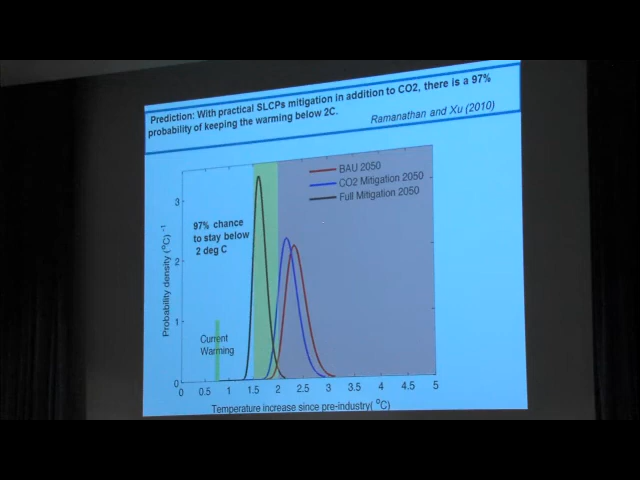 Prediction: With practical SLCPs mitigation in addition to CO2, there is a 97%
probability of keeping the warming below 2C.
Ramanathan and Xu (2010)
BAU 2050
CO2 Mitigation 2050
Full Mitigation 2050
97% chance
to stay below
2 deg C
Current
Warming
Probability density (°C)⁻¹
3
2
1
0
0 0.5 1 1.5 2 2.5 3 3.5 4 4.5 5
Temperature increase since pre-industry(°C)